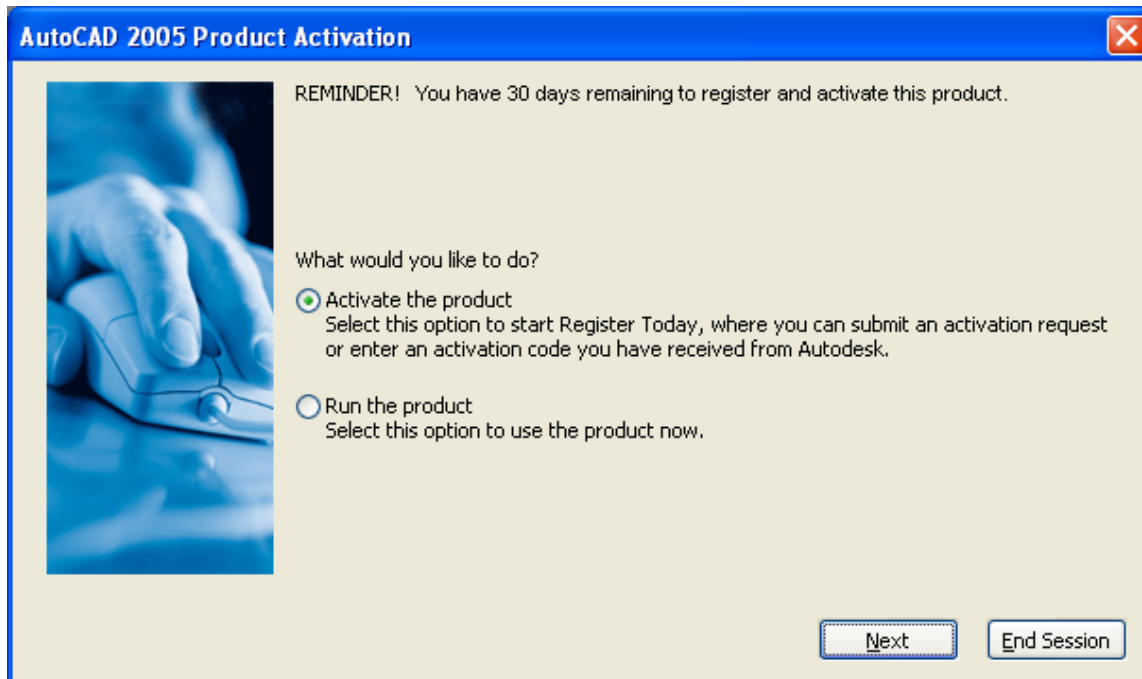 AutoCAD 2005 Product Activation
REMINDER!  You have 30 days remaining to register and activate this product.
What would you like to do?
Activate the product
Select this option to start Register Today, where you can submit an activation request
or enter an activation code you have received from Autodesk.
Run the product
Select this option to use the product now.
Next
End Session